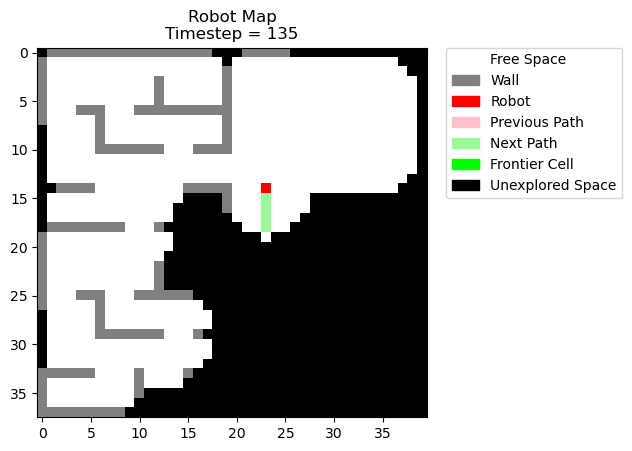 Robot Map
Timestep = 135
Free Space
Wall
Robot
Previous Path
Next Path
Frontier Cell
Unexplored Space
0
5
10
15
20
25
30
35
0
5
10
15
20
25
30
35